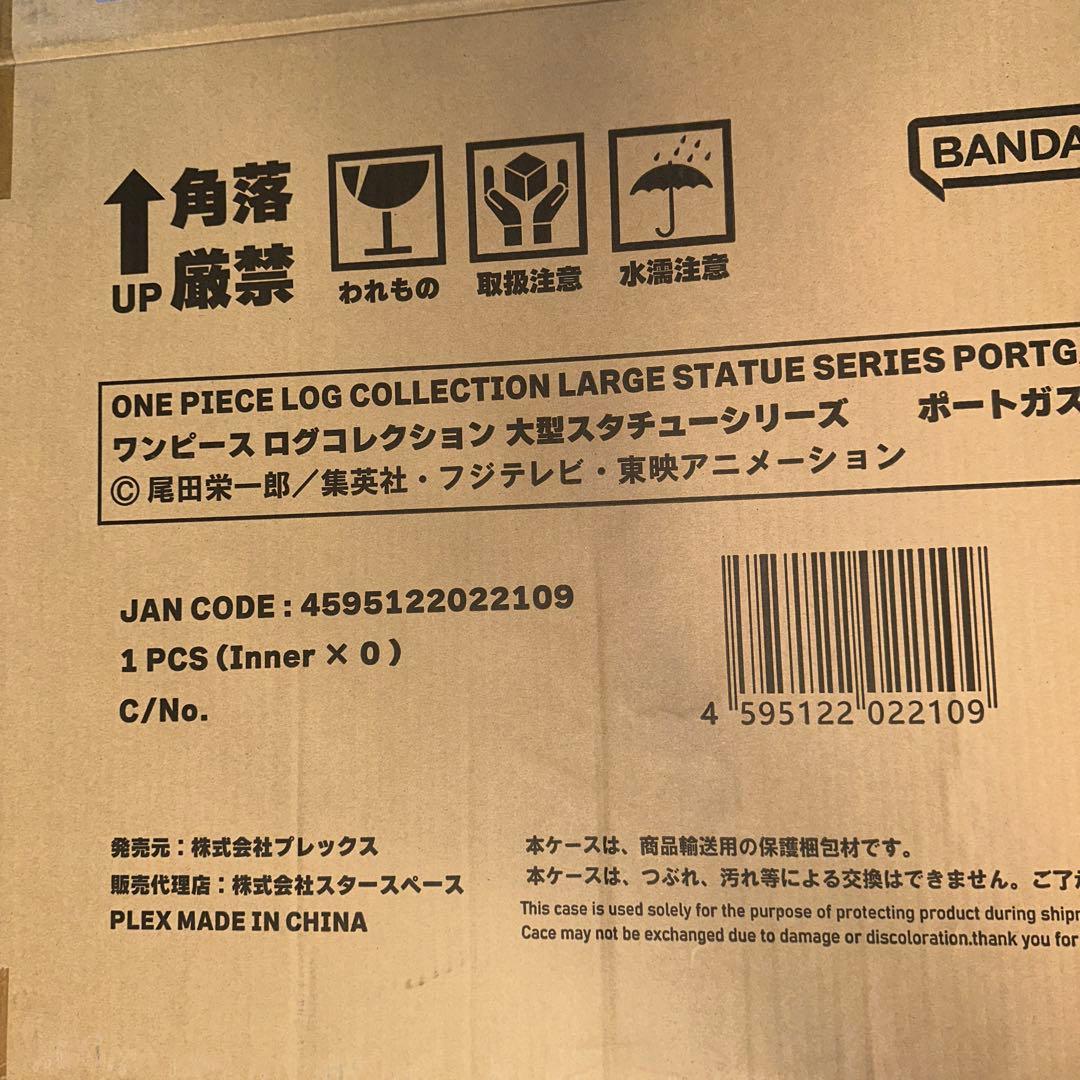 UP 角落
厳禁
われもの
取扱注意
水濡注意
BANDA
ONE PIECE LOG COLLECTION LARGE STATUE SERIES PORTG
ワンピース ログコレクション 大型スタチューシリーズ ポートガス
© 尾田栄一郎／集英社・フジテレビ・東映アニメーション
JAN CODE : 4595122022109
1 PCS (Inner × 0 )
C/No.
4 595122 022109
発売元：株式会社プレックス
販売代理店：株式会社スタースペース
PLEX MADE IN CHINA
本ケースは、商品輸送用の保護梱包材です。
本ケースは、つぶれ、汚れ等による交換はできません。ご了
This case is used solely for the purpose of protecting product during shipm
Cace may not be exchanged due to damage or discoloration.thank you for